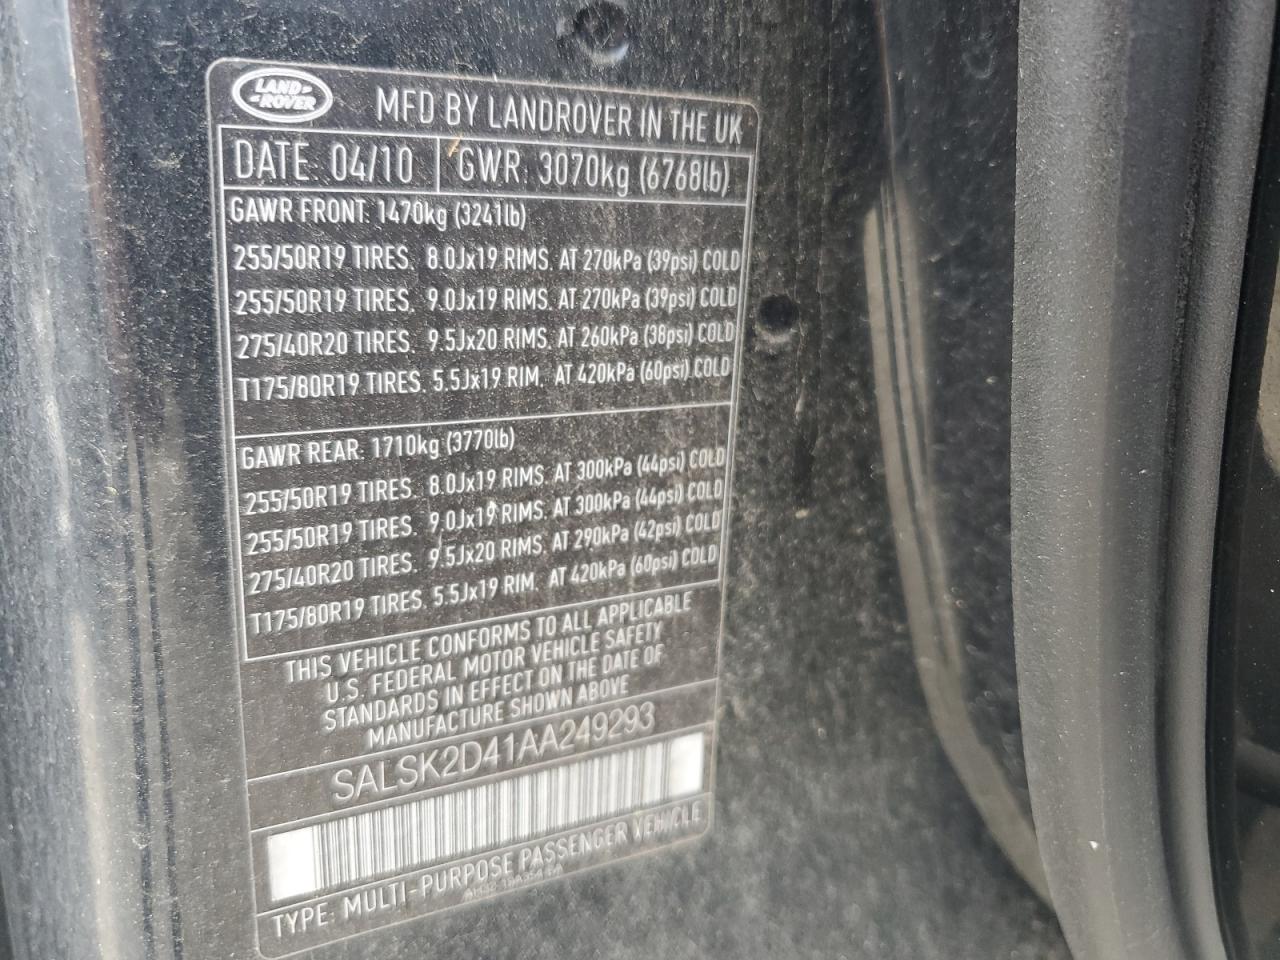 LAND-
-ROVER
MFD BY LANDROVER IN THE UK
DATE: 04/10 GWR: 3070kg (6768lb)
GAWR FRONT: 1470kg (3241lb)
255/50R19 TIRES. 8.0Jx19 RIMS. AT 270kPa (39psi) COLD
255/50R19 TIRES. 9.0Jx19 RIMS. AT 270kPa (39psi) COLD
275/40R20 TIRES. 9.5Jx20 RIMS. AT 260kPa (38psi) COLD
T175/80R19 TIRES. 5.5Jx19 RIM. AT 420kPa (60psi) COLD
GAWR REAR: 1710kg (3770lb)
255/50R19 TIRES. 8.0Jx19 RIMS. AT 300kPa (44psi) COLD
255/50R19 TIRES. 9.0Jx19 RIMS. AT 300kPa (44psi) COLD
275/40R20 TIRES. 9.5Jx20 RIMS. AT 290kPa (42psi) COLD
T175/80R19 TIRES. 5.5Jx19 RIM. AT 420kPa (60psi) COLD
THIS VEHICLE CONFORMS TO ALL APPLICABLE
U.S. FEDERAL MOTOR VEHICLE SAFETY
STANDARDS IN EFFECT ON THE DATE OF
MANUFACTURE SHOWN ABOVE
SALSK2D41AA249293
TYPE: MULTI-PURPOSE PASSENGER VEHICLE